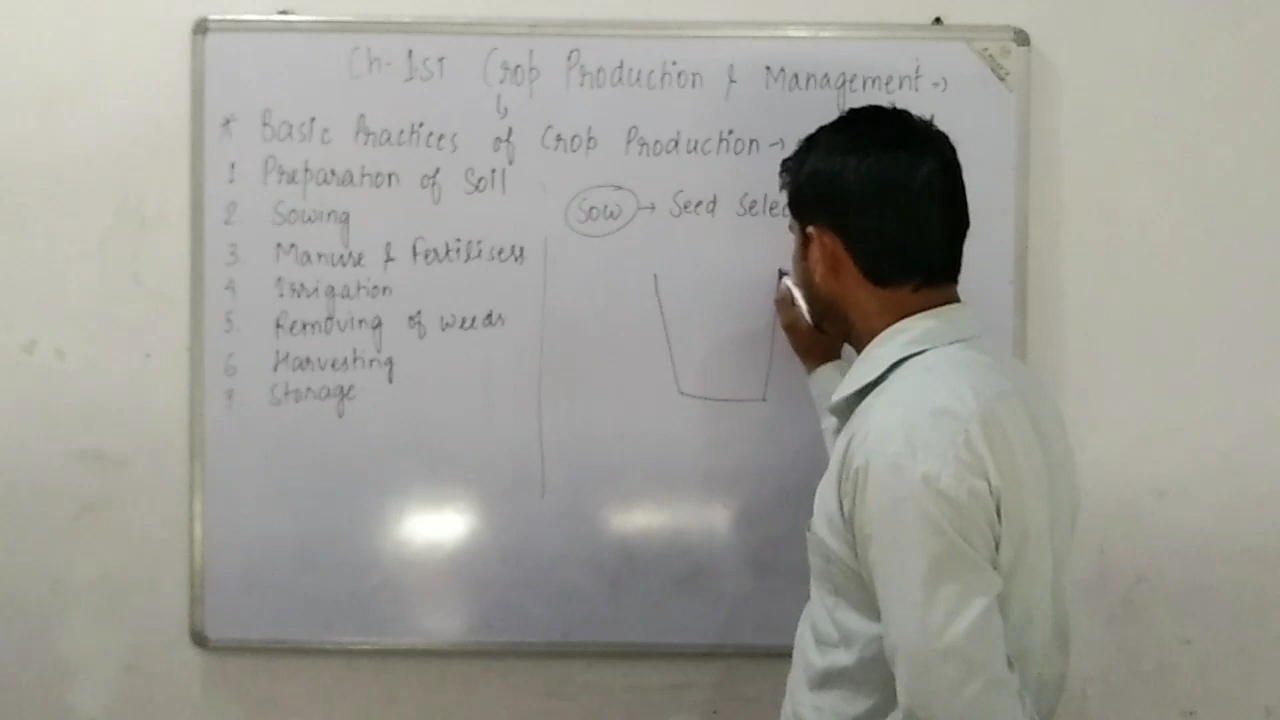 Ch-1st Crop Production & Management →
* Basic Practices of Crop Production →
1 Preparation of Soil
2 Sowing
3. Manure & Fertilisers
4 Irrigation
5. Removing of weeds
6 Harvesting
7 Storage
Sow → Seed Selec